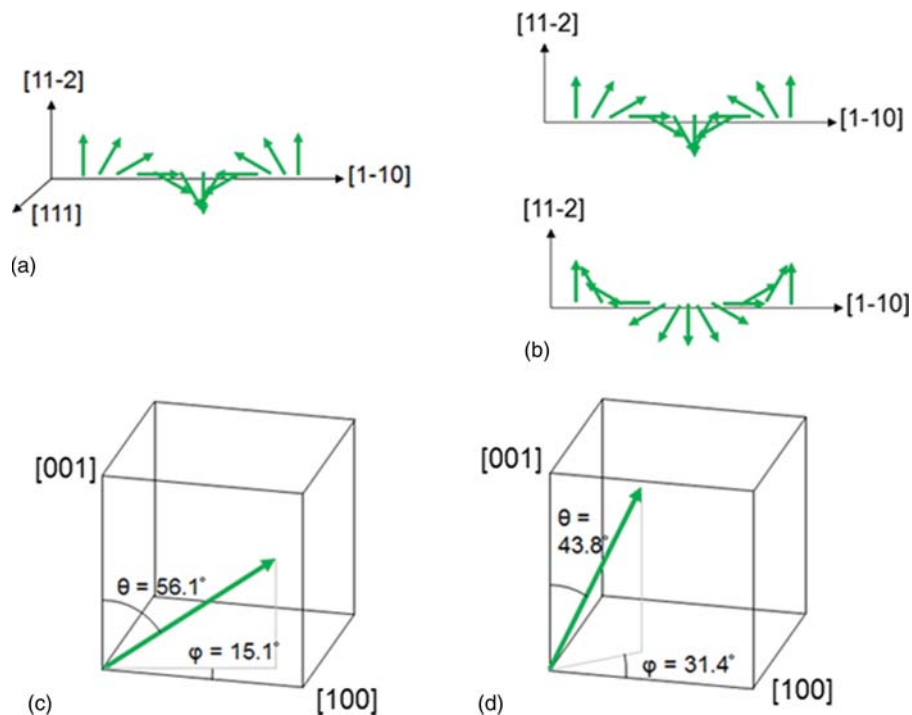 [11-2]
[1-10]
[111]
(a)
[11-2]
[1-10]
[11-2]
[1-10]
(b)
[001]
θ = 56.1°
φ = 15.1°
[100]
(c)
[001]
θ =
43.8°
φ = 31.4°
[100]
(d)